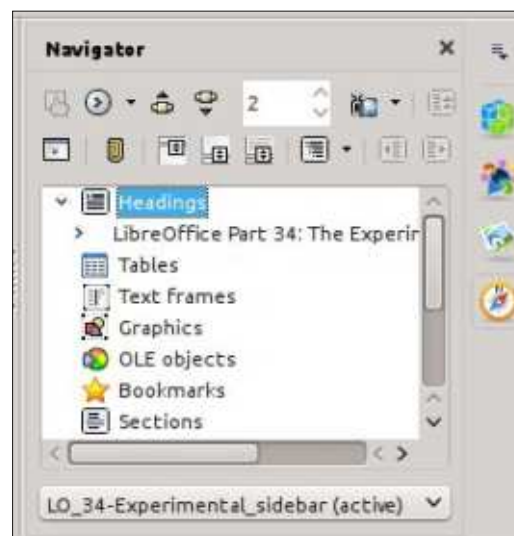 Navigator
2
Headings
LibreOffice Part 34: The Experir
Tables
Text frames
Graphics
OLE objects
Bookmarks
Sections
LO_34-Experimental_sidebar (active)